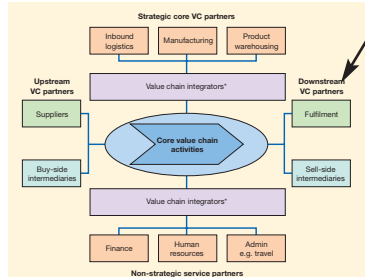 Strategic core VC partners
Inbound
logistics
Manufacturing
Product
warehousing
Upstream
VC partners
Value chain integrators*
Downstream
VC partners
Suppliers
Fulfilment
Core value chain
activities
Buy-side
intermediaries
Sell-side
intermediaries
Value chain integrators*
Finance
Human
resources
Admin
e.g. travel
Non-strategic service partners